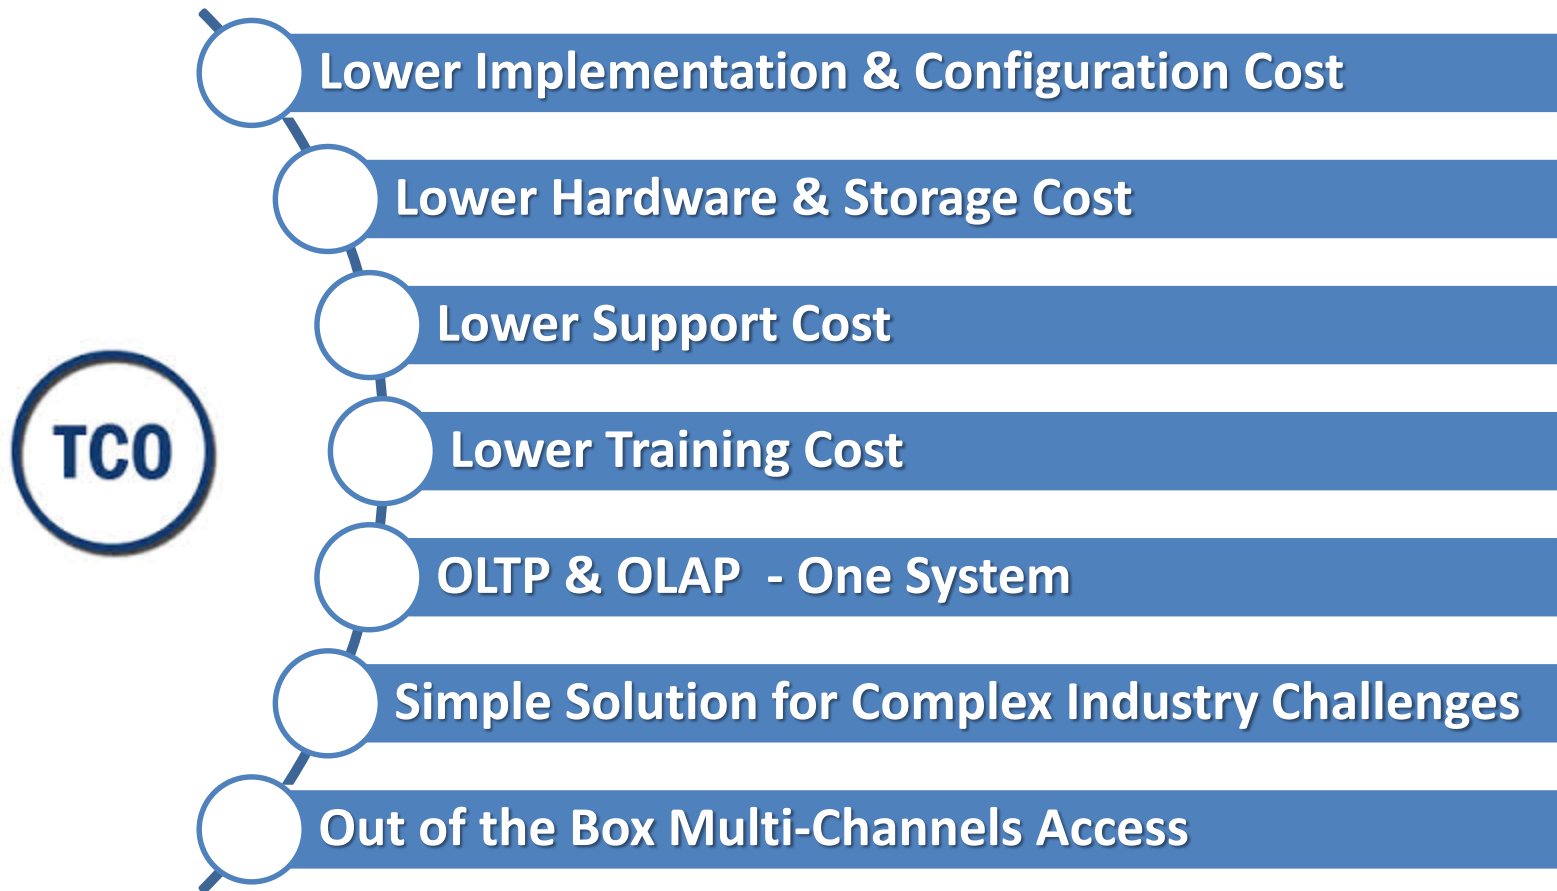 Lower Implementation & Configuration Cost
Lower Hardware & Storage Cost
Lower Support Cost
TCO
Lower Training Cost
OLTP & OLAP  - One System
Simple Solution for Complex Industry Challenges
Out of the Box Multi-Channels Access